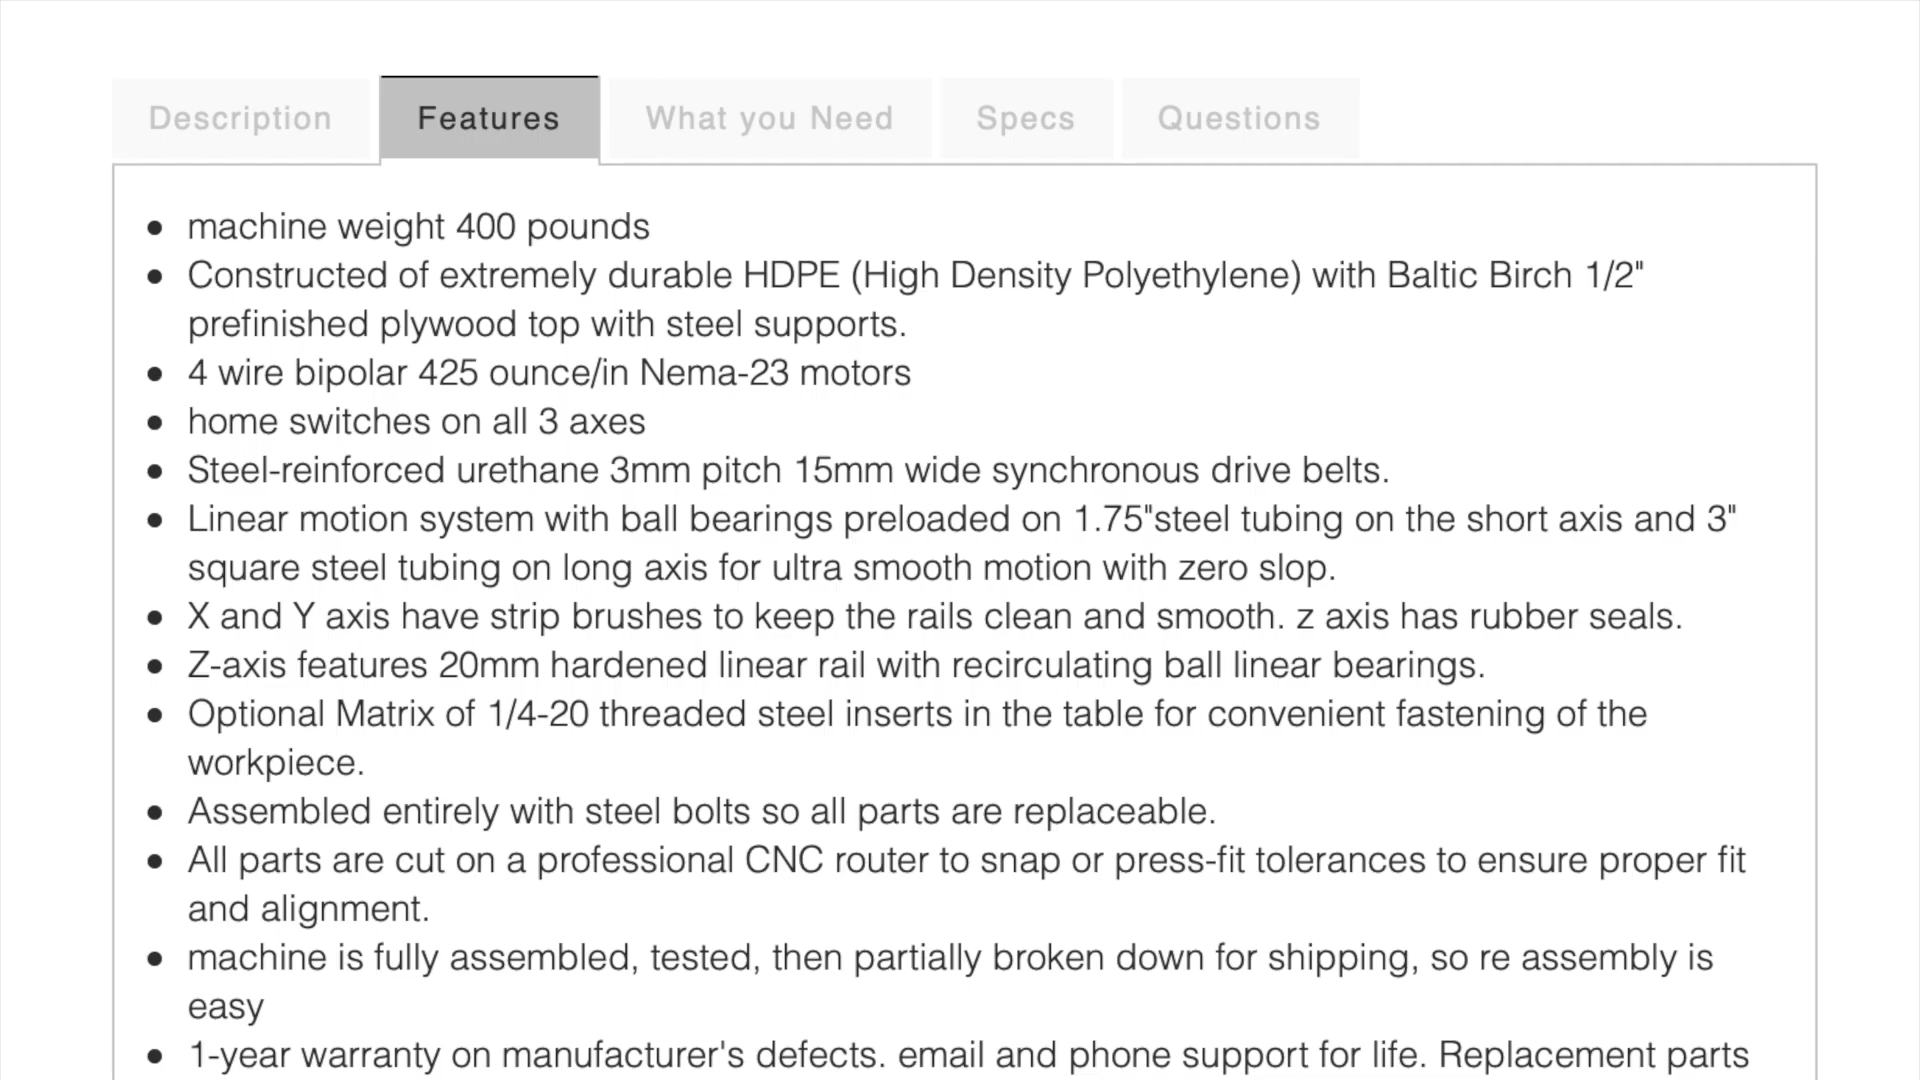 Description Features What you Need Specs Questions
machine weight 400 pounds
Constructed of extremely durable HDPE (High Density Polyethylene) with Baltic Birch 1/2"
prefinished plywood top with steel supports.
4 wire bipolar 425 ounce/in Nema-23 motors
home switches on all 3 axes
Steel-reinforced urethane 3mm pitch 15mm wide synchronous drive belts.
Linear motion system with ball bearings preloaded on 1.75"steel tubing on the short axis and 3"
square steel tubing on long axis for ultra smooth motion with zero slop.
X and Y axis have strip brushes to keep the rails clean and smooth. z axis has rubber seals.
Z-axis features 20mm hardened linear rail with recirculating ball linear bearings.
Optional Matrix of 1/4-20 threaded steel inserts in the table for convenient fastening of the
workpiece.
Assembled entirely with steel bolts so all parts are replaceable.
All parts are cut on a professional CNC router to snap or press-fit tolerances to ensure proper fit
and alignment.
machine is fully assembled, tested, then partially broken down for shipping, so re assembly is
easy
1-year warranty on manufacturer's defects. email and phone support for life. Replacement parts